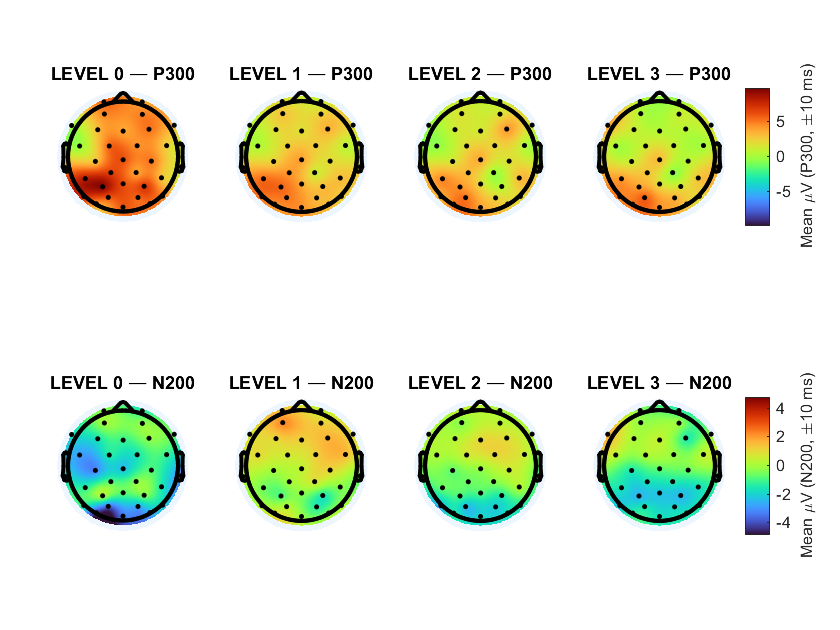 LEVEL 0 — P300
LEVEL 1 — P300
LEVEL 2 — P300
LEVEL 3 — P300
5
0
-5
Mean μV (P300, ±10 ms)
LEVEL 0 — N200
LEVEL 1 — N200
LEVEL 2 — N200
LEVEL 3 — N200
4
2
0
-2
-4
Mean μV (N200, ±10 ms)